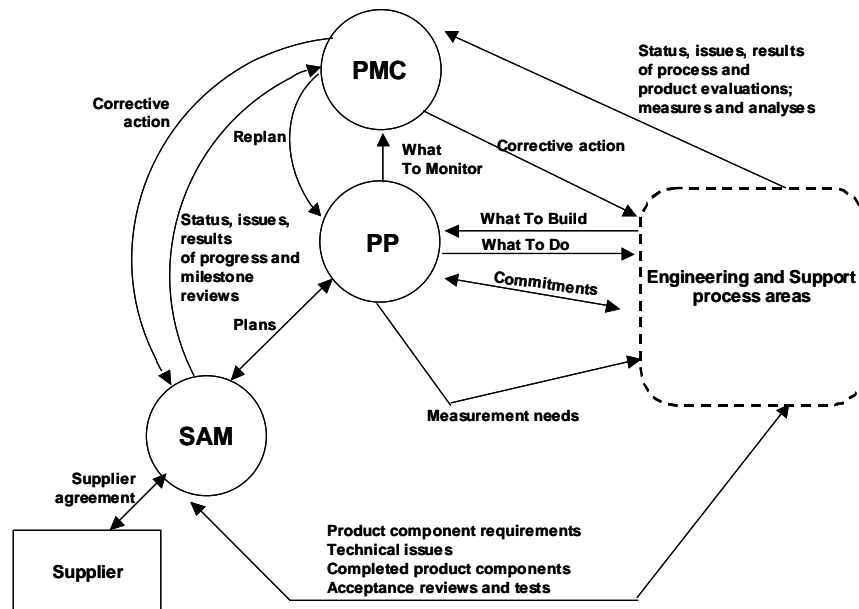 PMC
Status, issues, results
of process and
product evaluations;
measures and analyses
Corrective
action
Replan
What
To Monitor
Corrective action
Status, issues,
results
of progress and
milestone
reviews
PP
What To Build
What To Do
Commitments
Engineering and Support
process areas
Plans
Measurement needs
SAM
Supplier
agreement
Product component requirements
Technical issues
Completed product components
Acceptance reviews and tests
Supplier